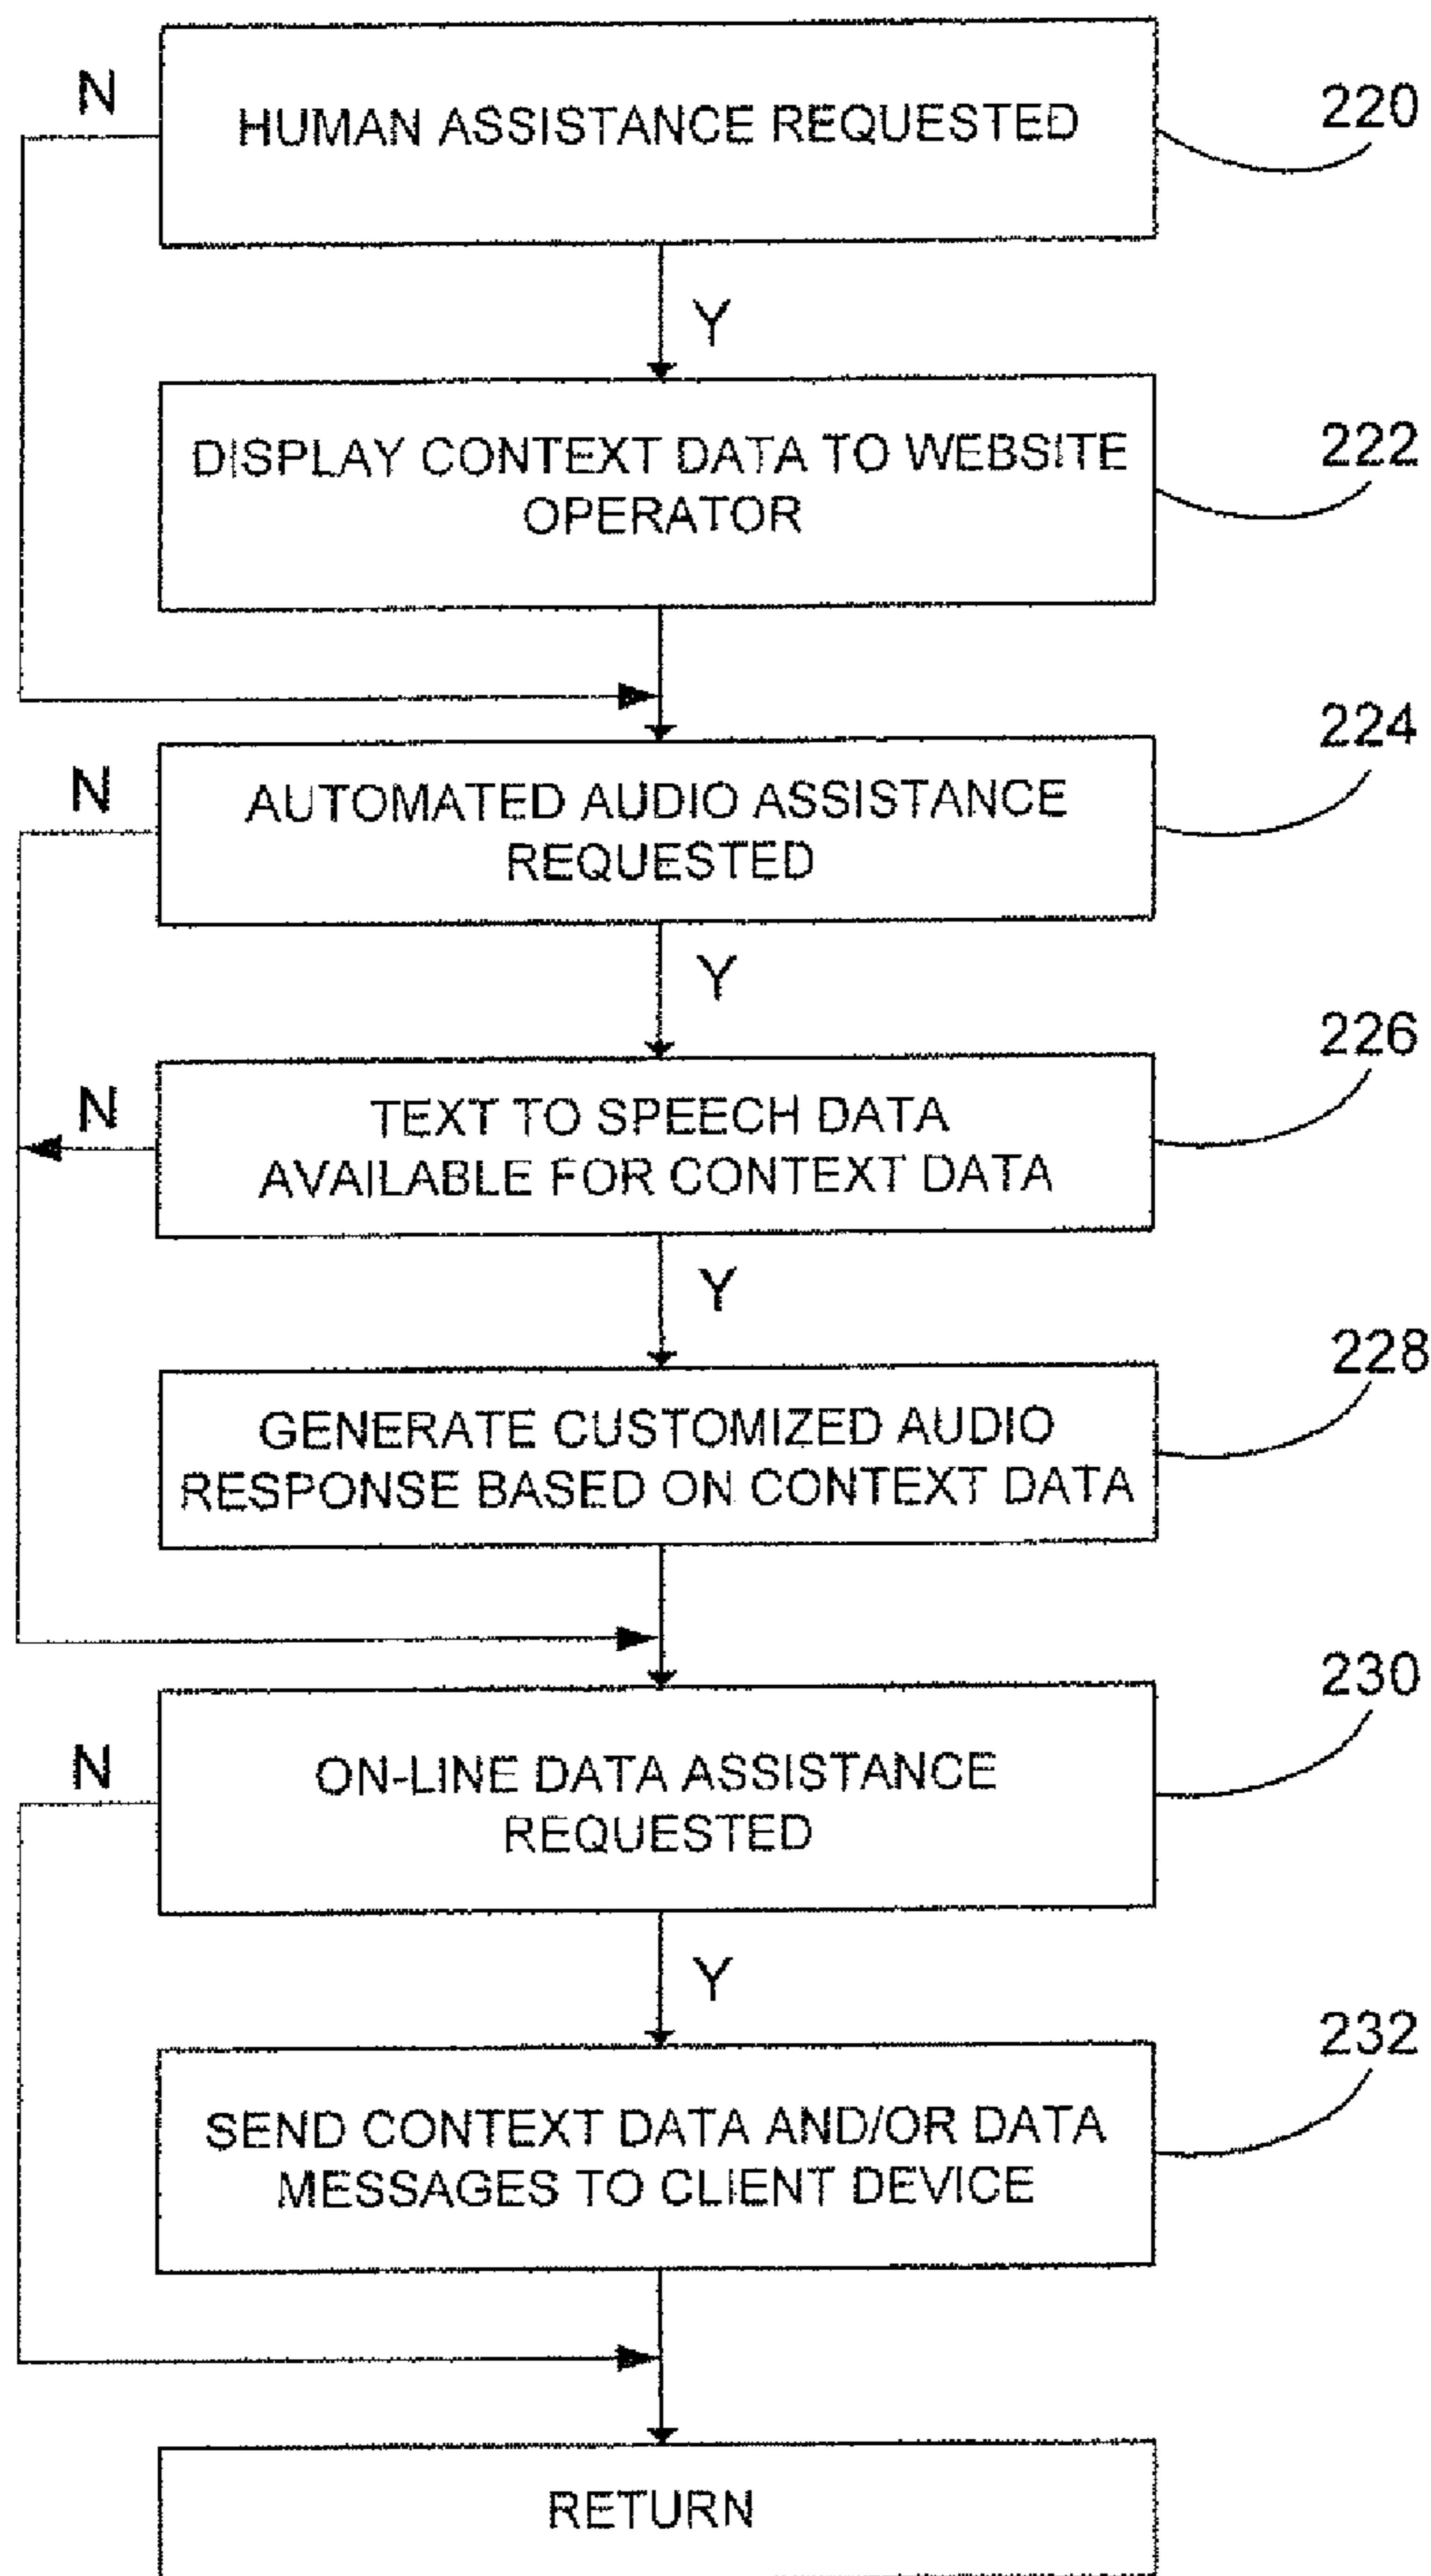 N
HUMAN ASSISTANCE REQUESTED
220
Y
DISPLAY CONTEXT DATA TO WEBSITE
OPERATOR
222
N
AUTOMATED AUDIO ASSISTANCE
REQUESTED
224
Y
N
TEXT TO SPEECH DATA
AVAILABLE FOR CONTEXT DATA
226
Y
GENERATE CUSTOMIZED AUDIO
RESPONSE BASED ON CONTEXT DATA
228
N
ON-LINE DATA ASSISTANCE
REQUESTED
230
Y
SEND CONTEXT DATA AND/OR DATA
MESSAGES TO CLIENT DEVICE
232
RETURN